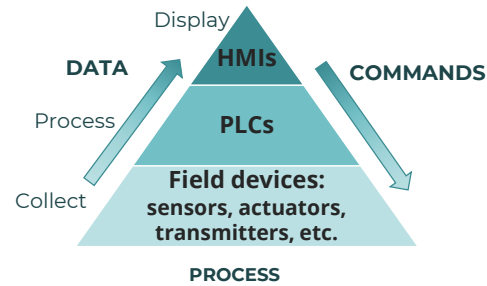 Display
HMIs
DATA
COMMANDS
Process
PLCs
Collect
Field devices:
sensors, actuators,
transmitters, etc.
PROCESS